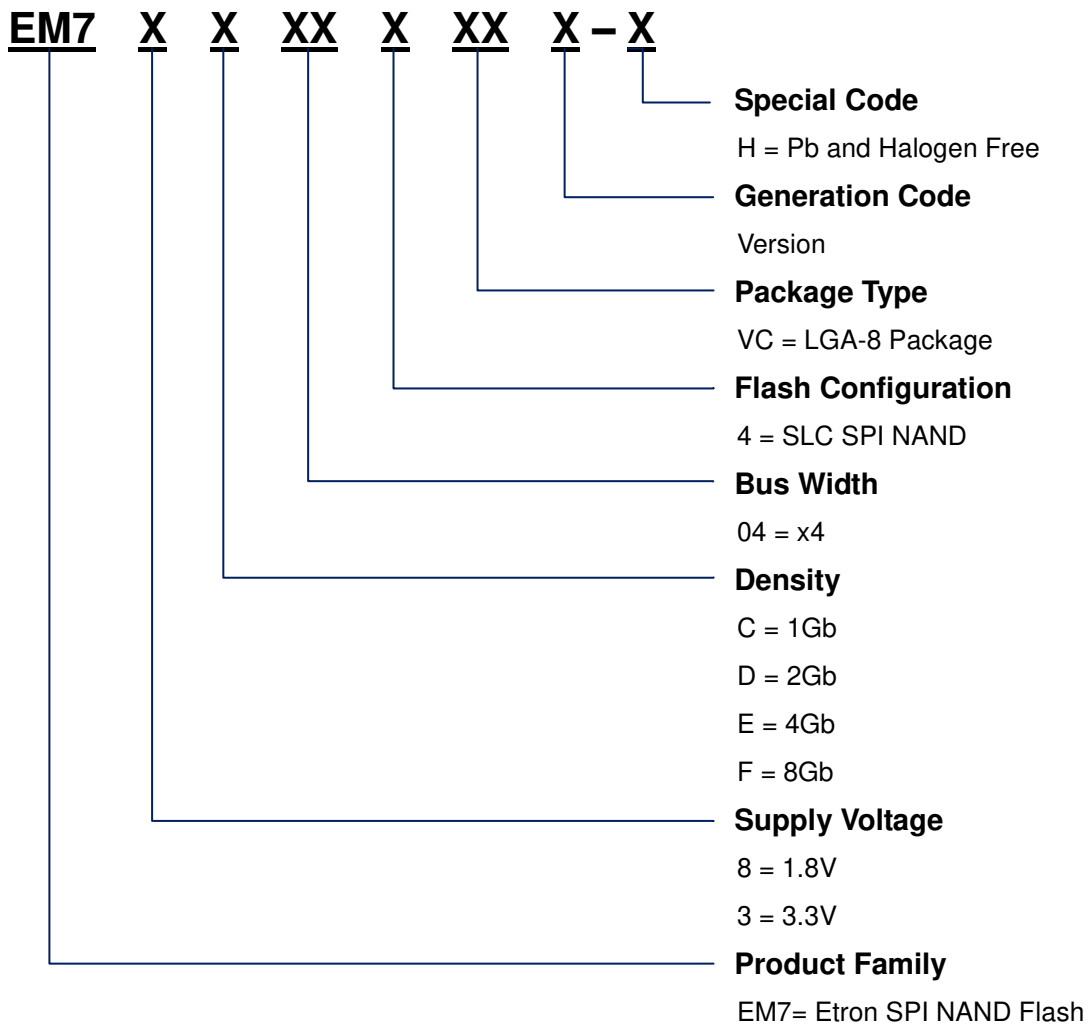 EM7 X X XX X XX X – X
Special Code
H = Pb and Halogen Free
Generation Code
Version
Package Type
VC = LGA-8 Package
Flash Configuration
4 = SLC SPI NAND
Bus Width
04 = x4
Density
C = 1Gb
D = 2Gb
E = 4Gb
F = 8Gb
Supply Voltage
8 = 1.8V
3 = 3.3V
Product Family
EM7= Etron SPI NAND Flash